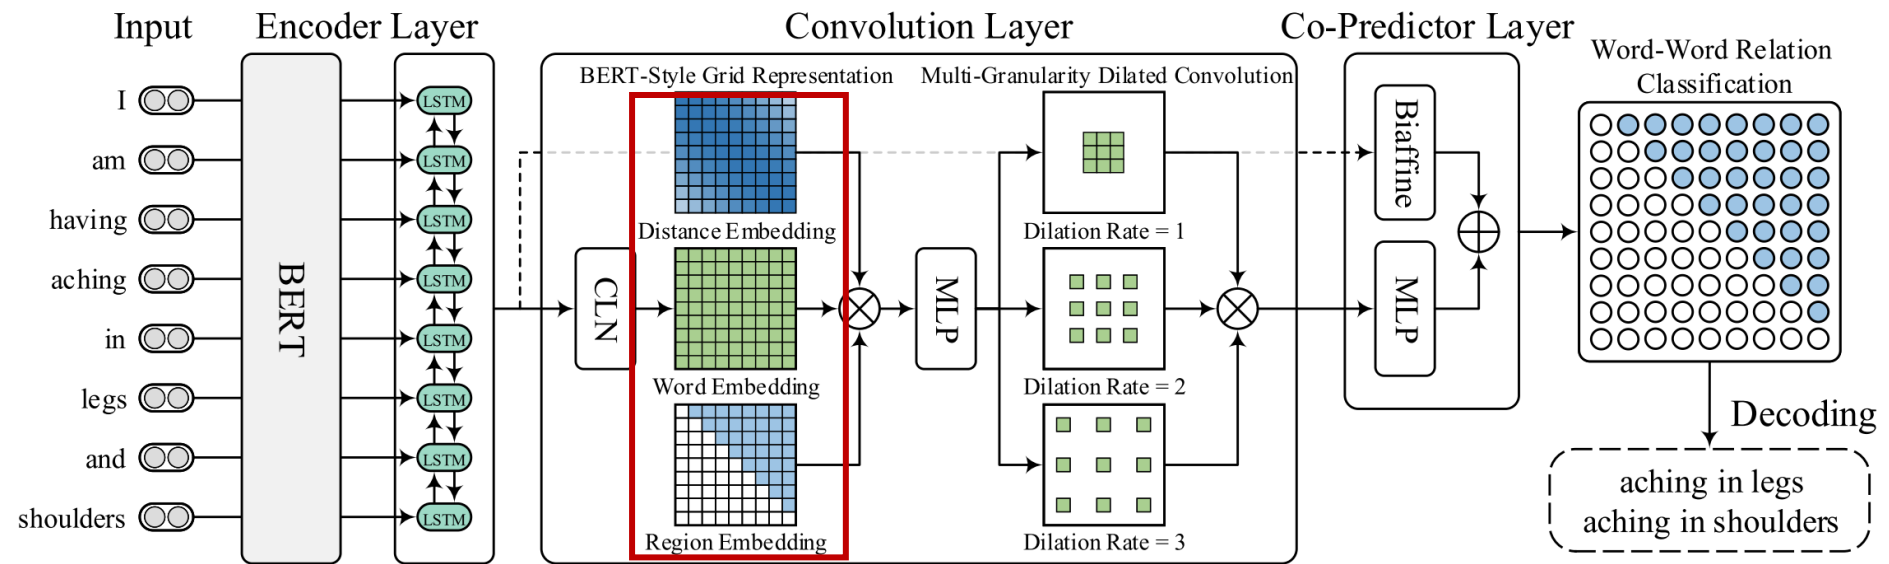 Input
Encoder Layer
Convolution Layer
Co-Predictor Layer
Word-Word Relation
Classification
BERT-Style Grid Representation
Multi-Granularity Dilated Convolution
I
am
having
aching
in
legs
and
shoulders
BERT
LSTM
LSTM
LSTM
LSTM
LSTM
LSTM
LSTM
LSTM
CLN
Distance Embedding
Word Embedding
Region Embedding
MLP
Dilation Rate = 1
Dilation Rate = 2
Dilation Rate = 3
Biaffine
MLP
Decoding
aching in legs
aching in shoulders